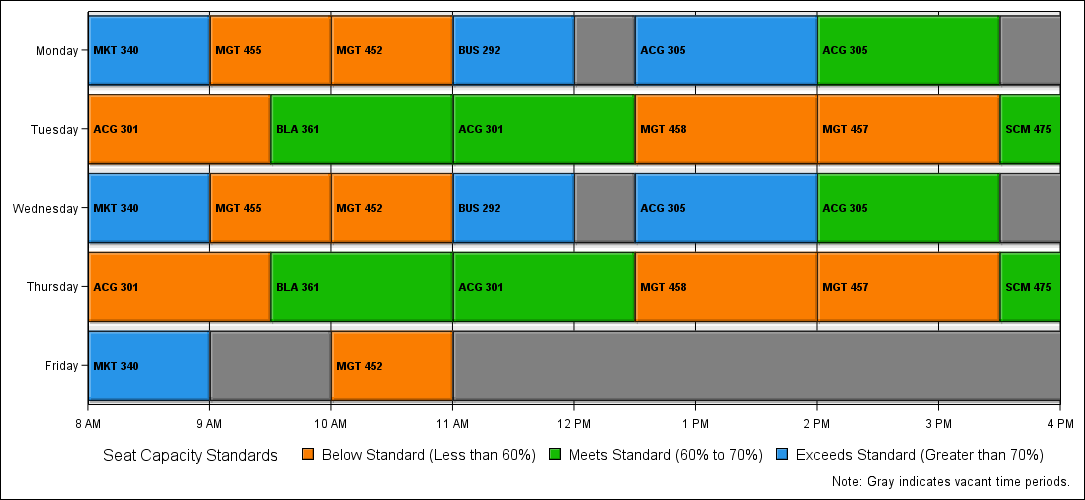 Monday MKT 340 MGT 455 MGT 452 BUS 292 ACG 305 ACG 305
Tuesday ACG 301 BLA 361 ACG 301 MGT 458 MGT 457 SCM 475
Wednesday MKT 340 MGT 455 MGT 452 BUS 292 ACG 305 ACG 305
Thursday ACG 301 BLA 361 ACG 301 MGT 458 MGT 457 SCM 475
Friday MKT 340 MGT 452
8 AM 9 AM 10 AM 11 AM 12 PM 1 PM 2 PM 3 PM 4 PM
Seat Capacity Standards Below Standard (Less than 60%) Meets Standard (60% to 70%) Exceeds Standard (Greater than 70%)
Note: Gray indicates vacant time periods.